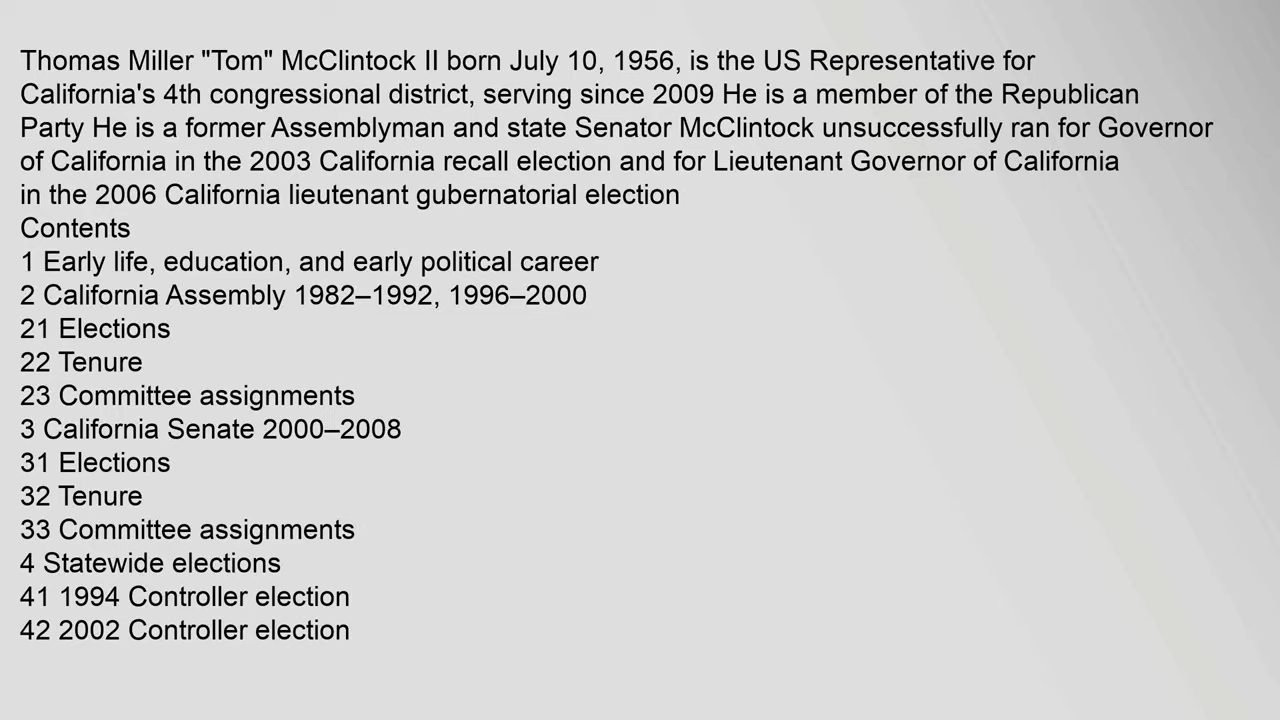 Thomas Miller "Tom" McClintock II born July 10, 1956, is the US Representative for
California's 4th congressional district, serving since 2009 He is a member of the Republican
Party He is a former Assemblyman and state Senator McClintock unsuccessfully ran for Governor
of California in the 2003 California recall election and for Lieutenant Governor of California
in the 2006 California lieutenant gubernatorial election
Contents
1 Early life, education, and early political career
2 California Assembly 1982–1992, 1996–2000
21 Elections
22 Tenure
23 Committee assignments
3 California Senate 2000–2008
31 Elections
32 Tenure
33 Committee assignments
4 Statewide elections
41 1994 Controller election
42 2002 Controller election